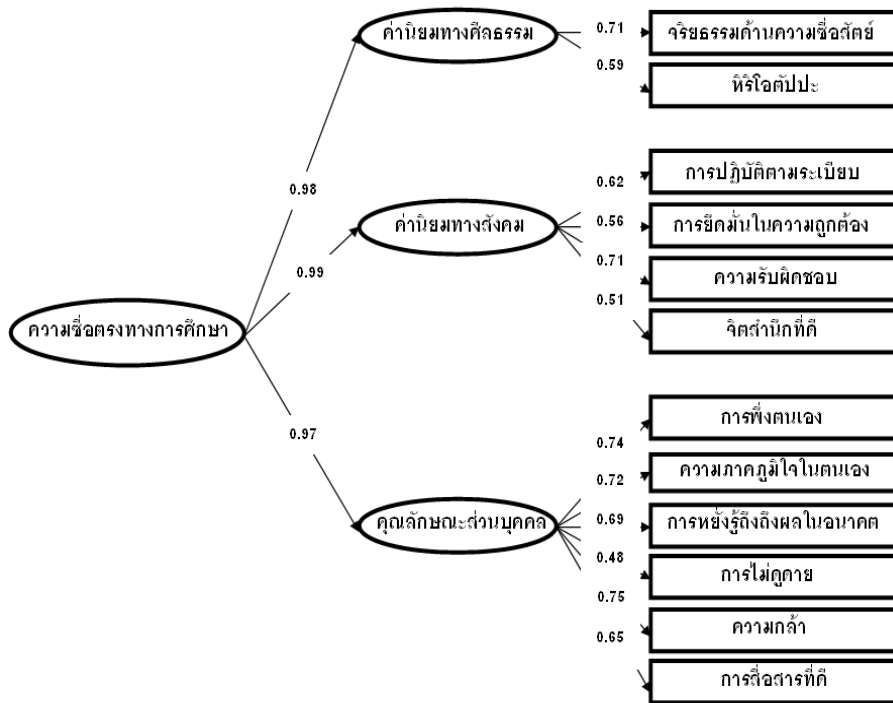 ค่านิยมทางศีลธรรม
0.71
จริยธรรมด้านความซื่อสัตย์
0.59
หิริโอตัปปะ
0.98
ค่านิยมทางสังคม
0.62
การปฏิบัติตามระเบียบ
0.56
การยึดมั่นในความถูกต้อง
0.71
ความรับผิดชอบ
0.51
จิตสำนึกที่ดี
0.99
ความซื่อตรงทางการศึกษา
0.97
คุณลักษณะส่วนบุคคล
0.74
การพึ่งตนเอง
0.72
ความภาคภูมิใจในตนเอง
0.69
การหยั่งรู้ถึงถึงผลในอนาคต
0.48
การไม่ดูดาย
0.75
ความกล้า
0.65
การสื่อสารที่ดี